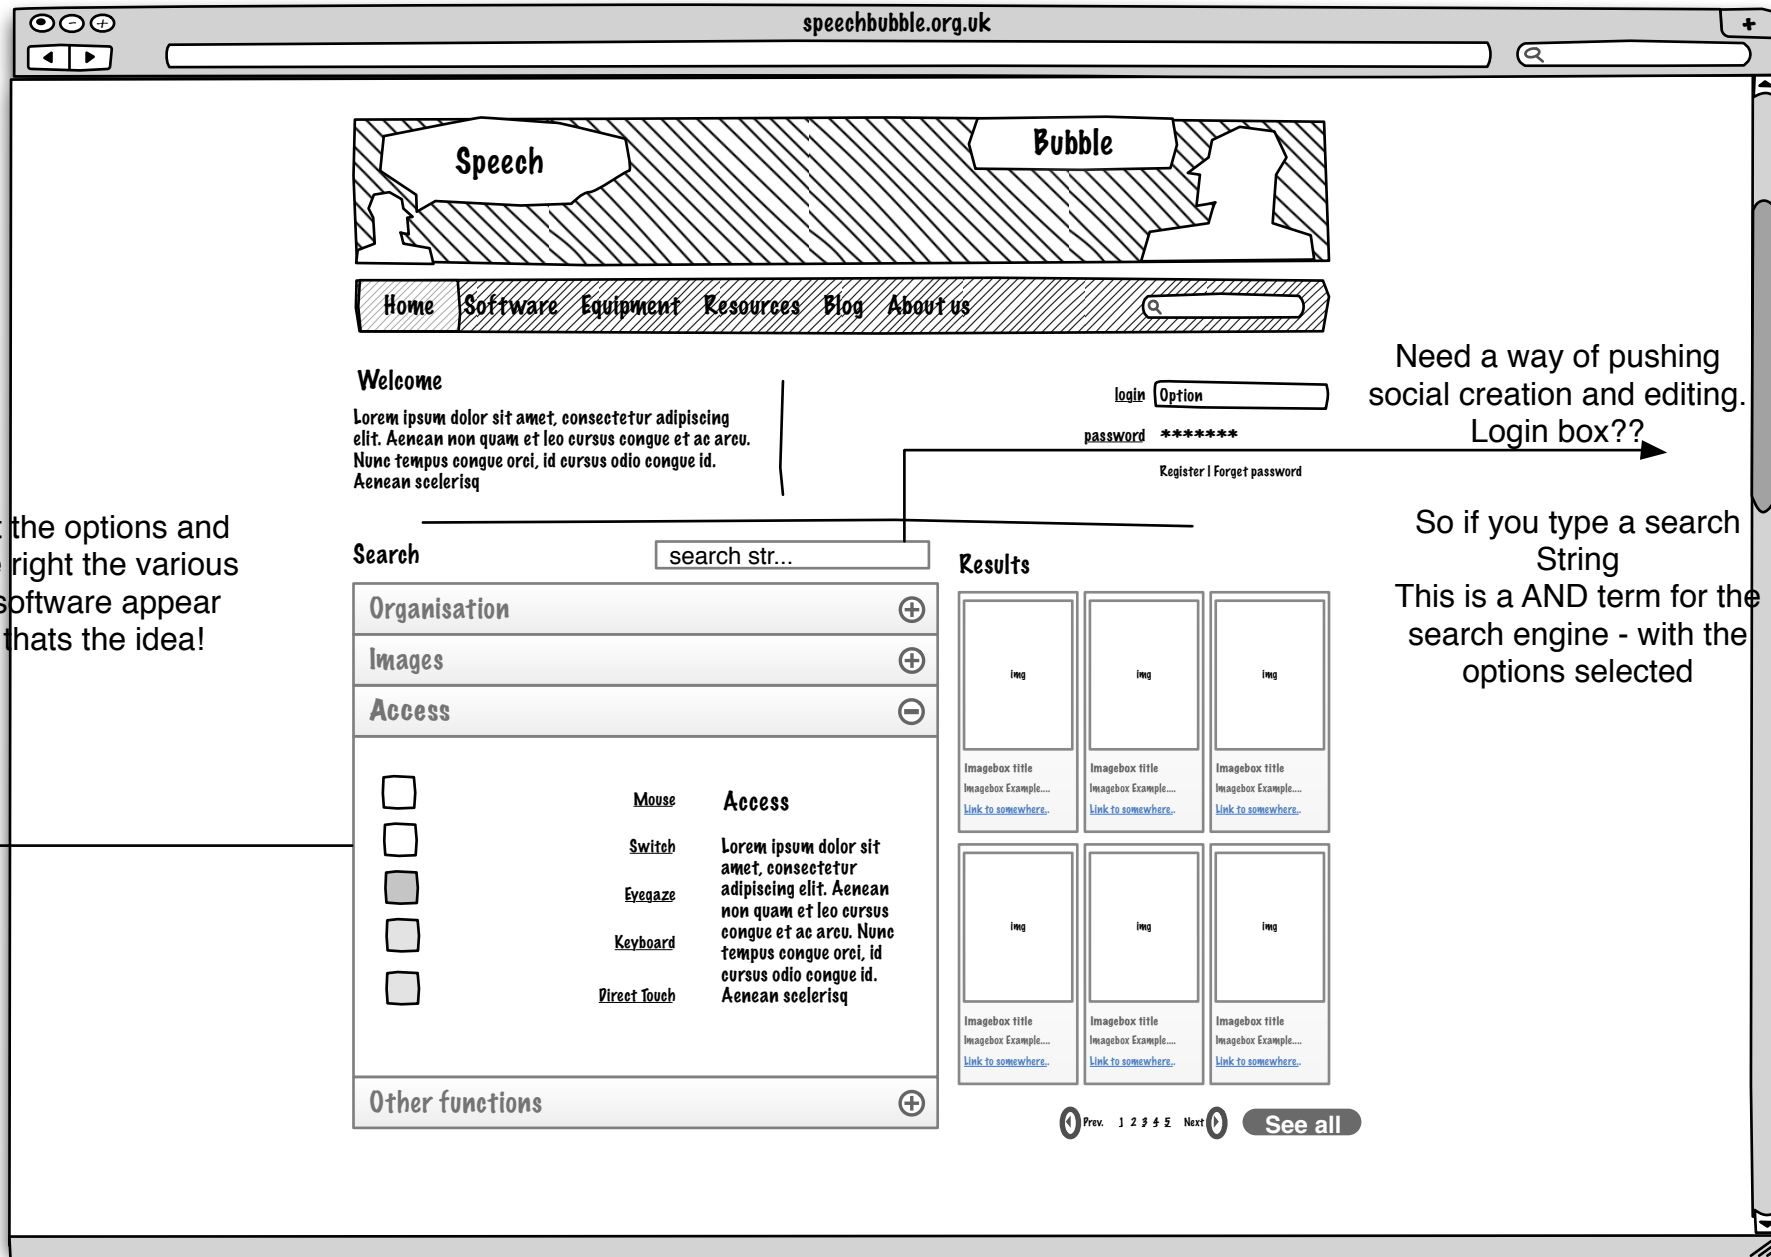 speechbubble.org.uk
Speech
Bubble
Home Software Equipment Resources Blog About us
Welcome
Lorem ipsum dolor sit amet, consectetur adipiscing
elit. Aenean non quam et leo cursus congue et ac arcu.
Nunc tempus congue orci, id cursus odio congue id.
Aenean scelerisq
login Option
password *******
Register | Forget password
Need a way of pushing
social creation and editing.
Login box??
the options and
right the various
software appear
thats the idea!
So if you type a search
String
This is a AND term for the
search engine - with the
options selected
Search
search str...
Organisation
Images
Access
Mouse
Switch
Eyegaze
Keyboard
Direct Touch
Access
Lorem ipsum dolor sit
amet, consectetur
adipiscing elit. Aenean
non quam et leo cursus
congue et ac arcu. Nunc
tempus congue orci, id
cursus odio congue id.
Aenean scelerisq
Other functions
Results
img img img
Imagebox title Imagebox title Imagebox title
Imagebox Example.... Imagebox Example.... Imagebox Example....
Link to somewhere.. Link to somewhere.. Link to somewhere..
img img img
Imagebox title Imagebox title Imagebox title
Imagebox Example.... Imagebox Example.... Imagebox Example....
Link to somewhere.. Link to somewhere.. Link to somewhere..
Prev. 1 2 3 4 5 Next See all